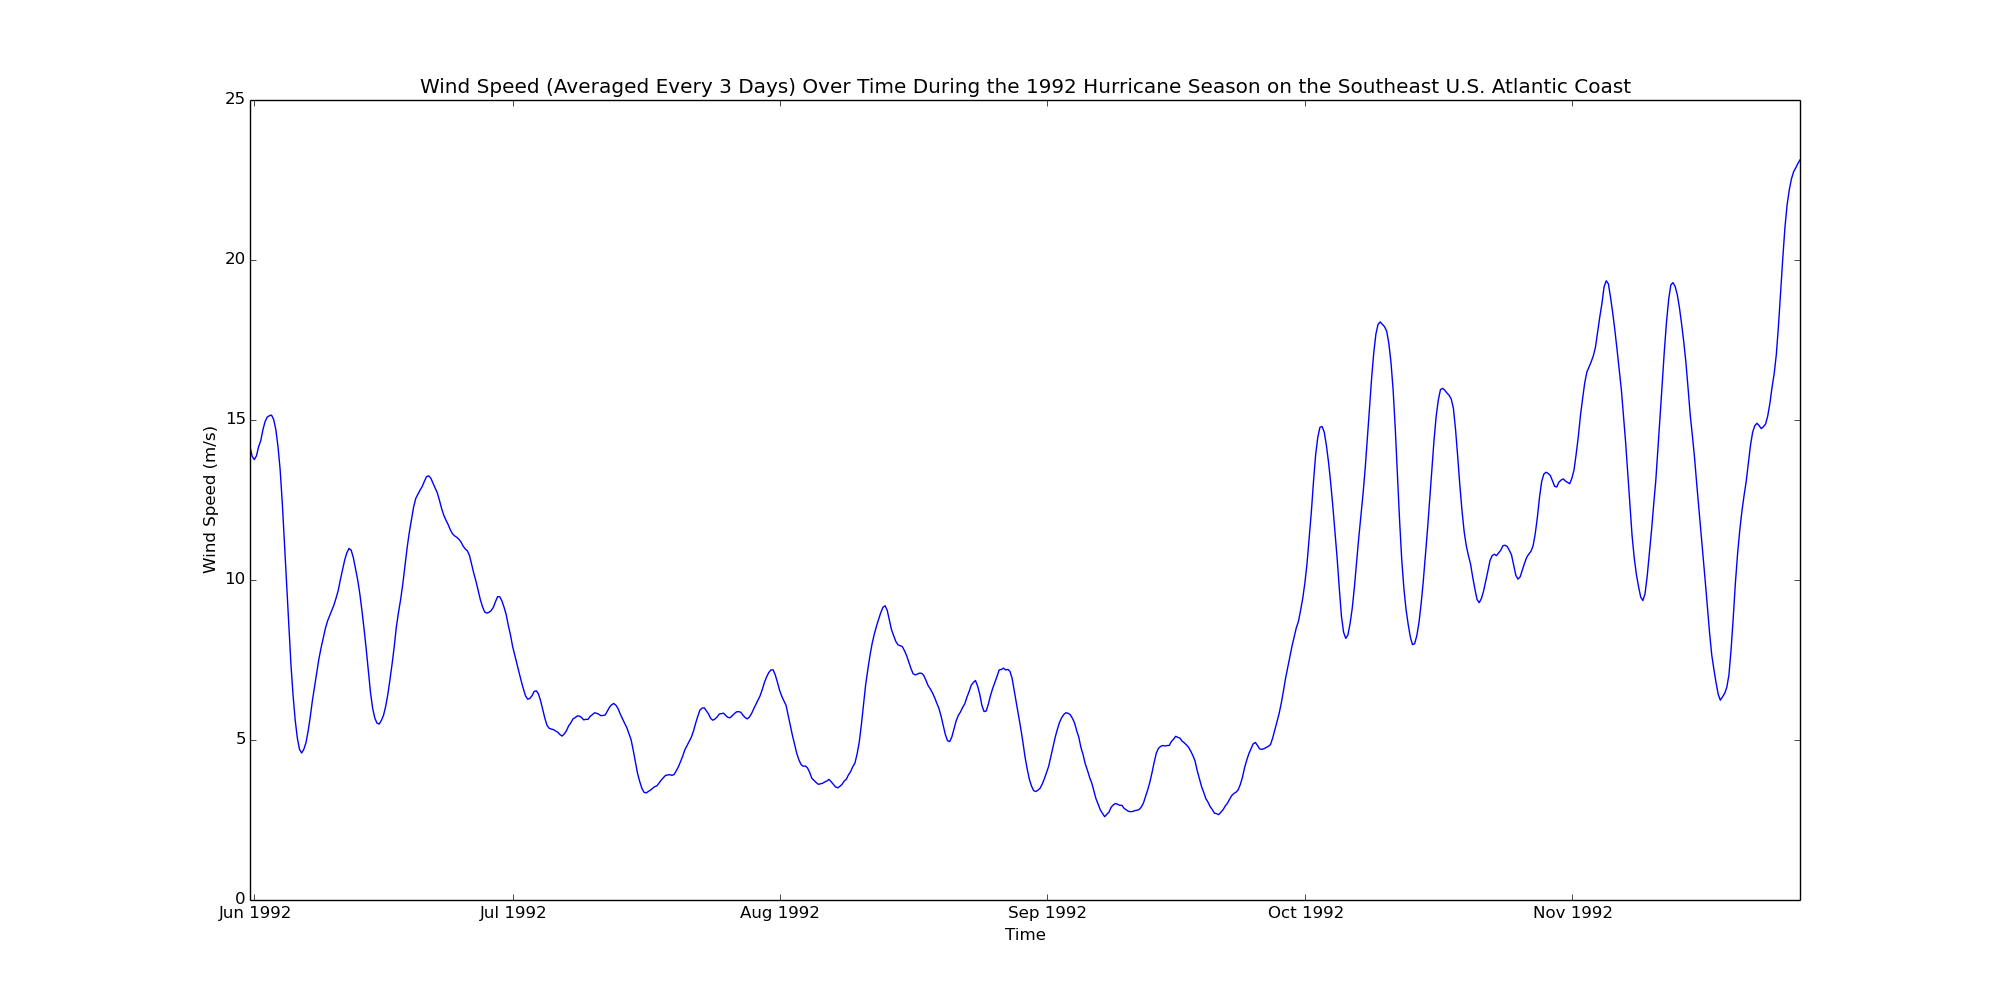 Wind Speed (Averaged Every 3 Days) Over Time During the 1992 Hurricane Season on the Southeast U.S. Atlantic Coast
25
20
15
10
5
0
Wind Speed (m/s)
Jun 1992 Jul 1992 Aug 1992 Sep 1992 Oct 1992 Nov 1992
Time